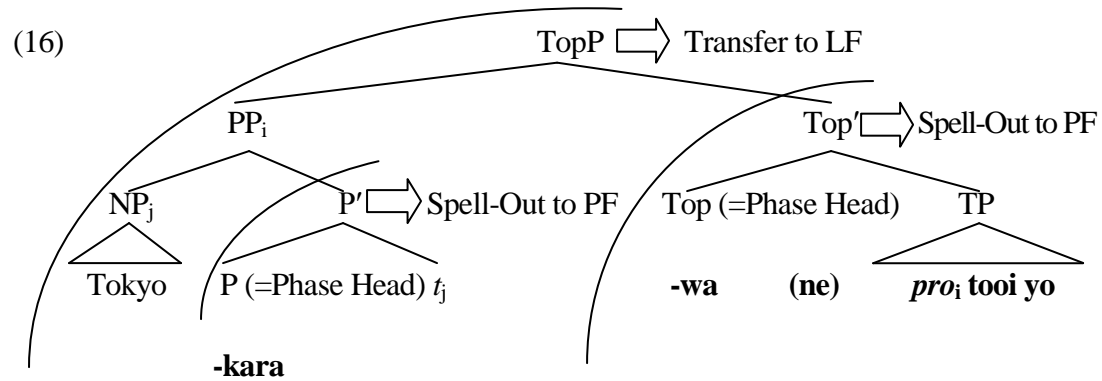 (16) TopP Transfer to LF
PPᵢ Top′ Spell-Out to PF
NPⱼ P′ Spell-Out to PF Top (=Phase Head) TP
Tokyo P (=Phase Head) tⱼ -wa (ne) proᵢ tooi yo
-kara